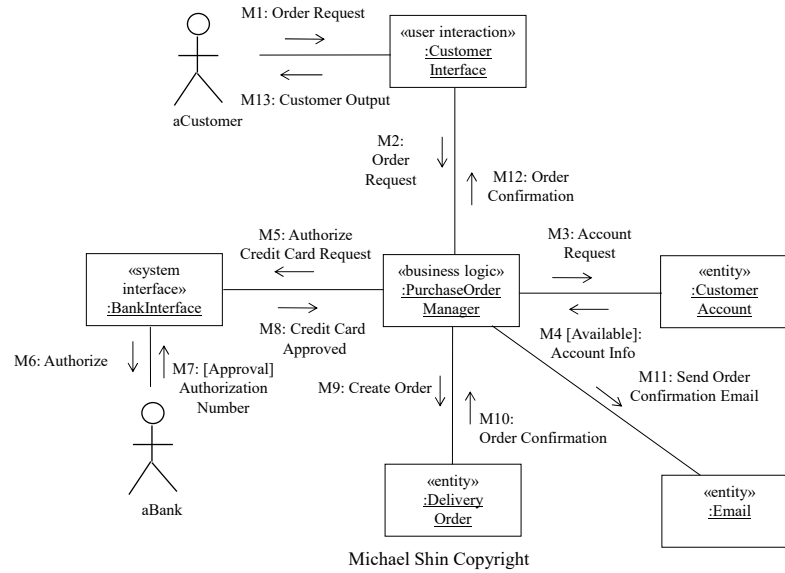 M1: Order Request
M13: Customer Output
aCustomer
«user interaction»
:Customer
Interface
M2:
Order
Request
M12: Order
Confirmation
M5: Authorize
Credit Card Request
M3: Account
Request
«system
interface»
:BankInterface
«business logic»
:PurchaseOrder
Manager
«entity»
:Customer
Account
M8: Credit Card
Approved
M4 [Available]:
Account Info
M6: Authorize
M7: [Approval]
Authorization
Number
M9: Create Order
M10:
Order Confirmation
M11: Send Order
Confirmation Email
aBank
«entity»
:Delivery
Order
«entity»
:Email
Michael Shin Copyright